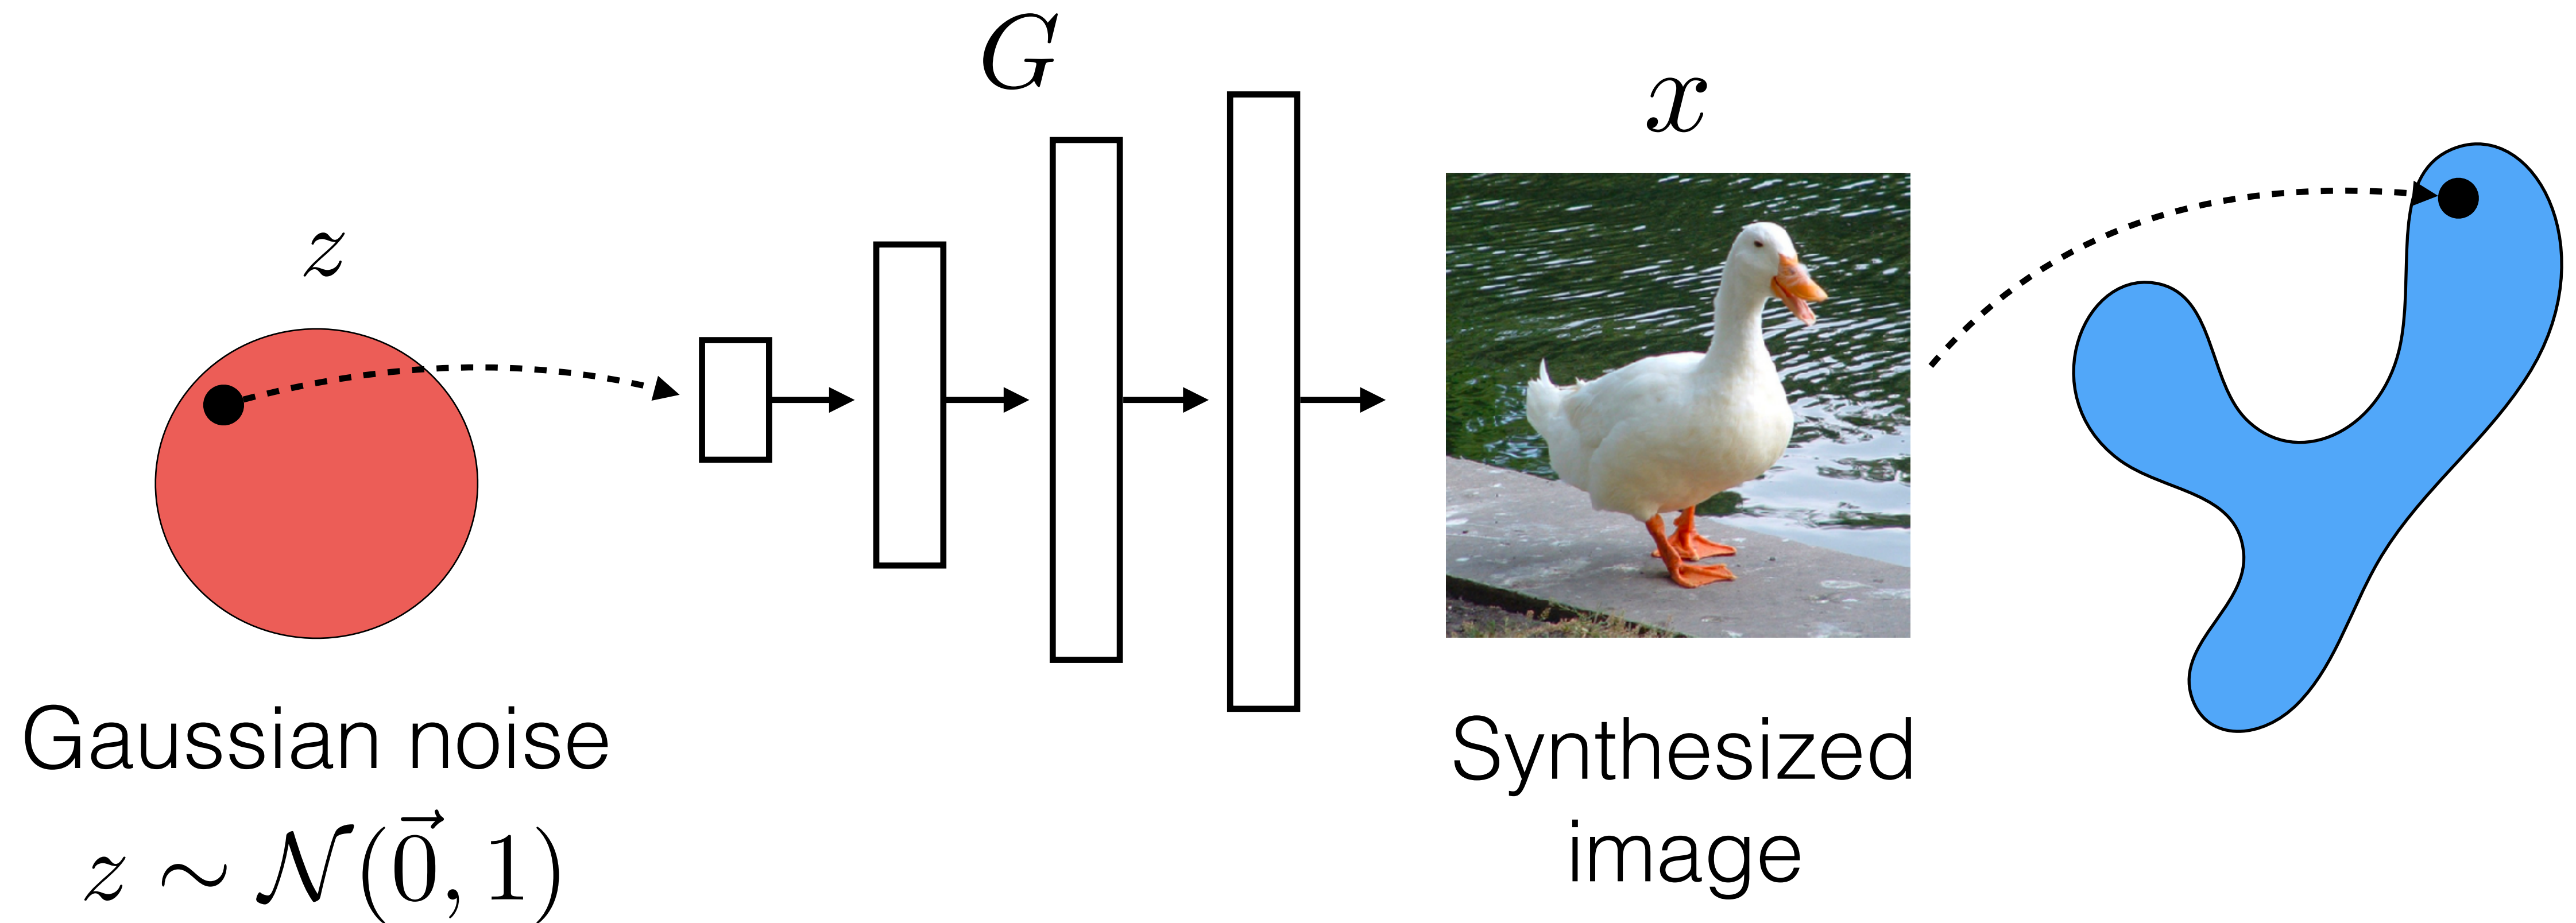 G
x
z
Gaussian noise
z ∼ 𝒩(0⃗, 1)
Synthesized
image